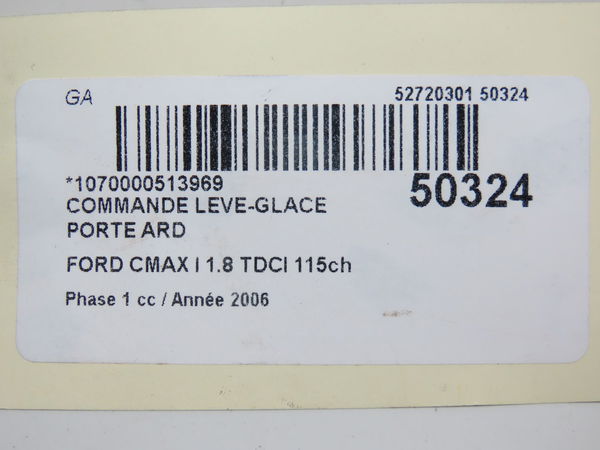 GA
52720301 50324
*1070000513969
50324
COMMANDE LEVE-GLACE
PORTE ARD
FORD CMAX I 1.8 TDCI 115ch
Phase 1 cc / Année 2006